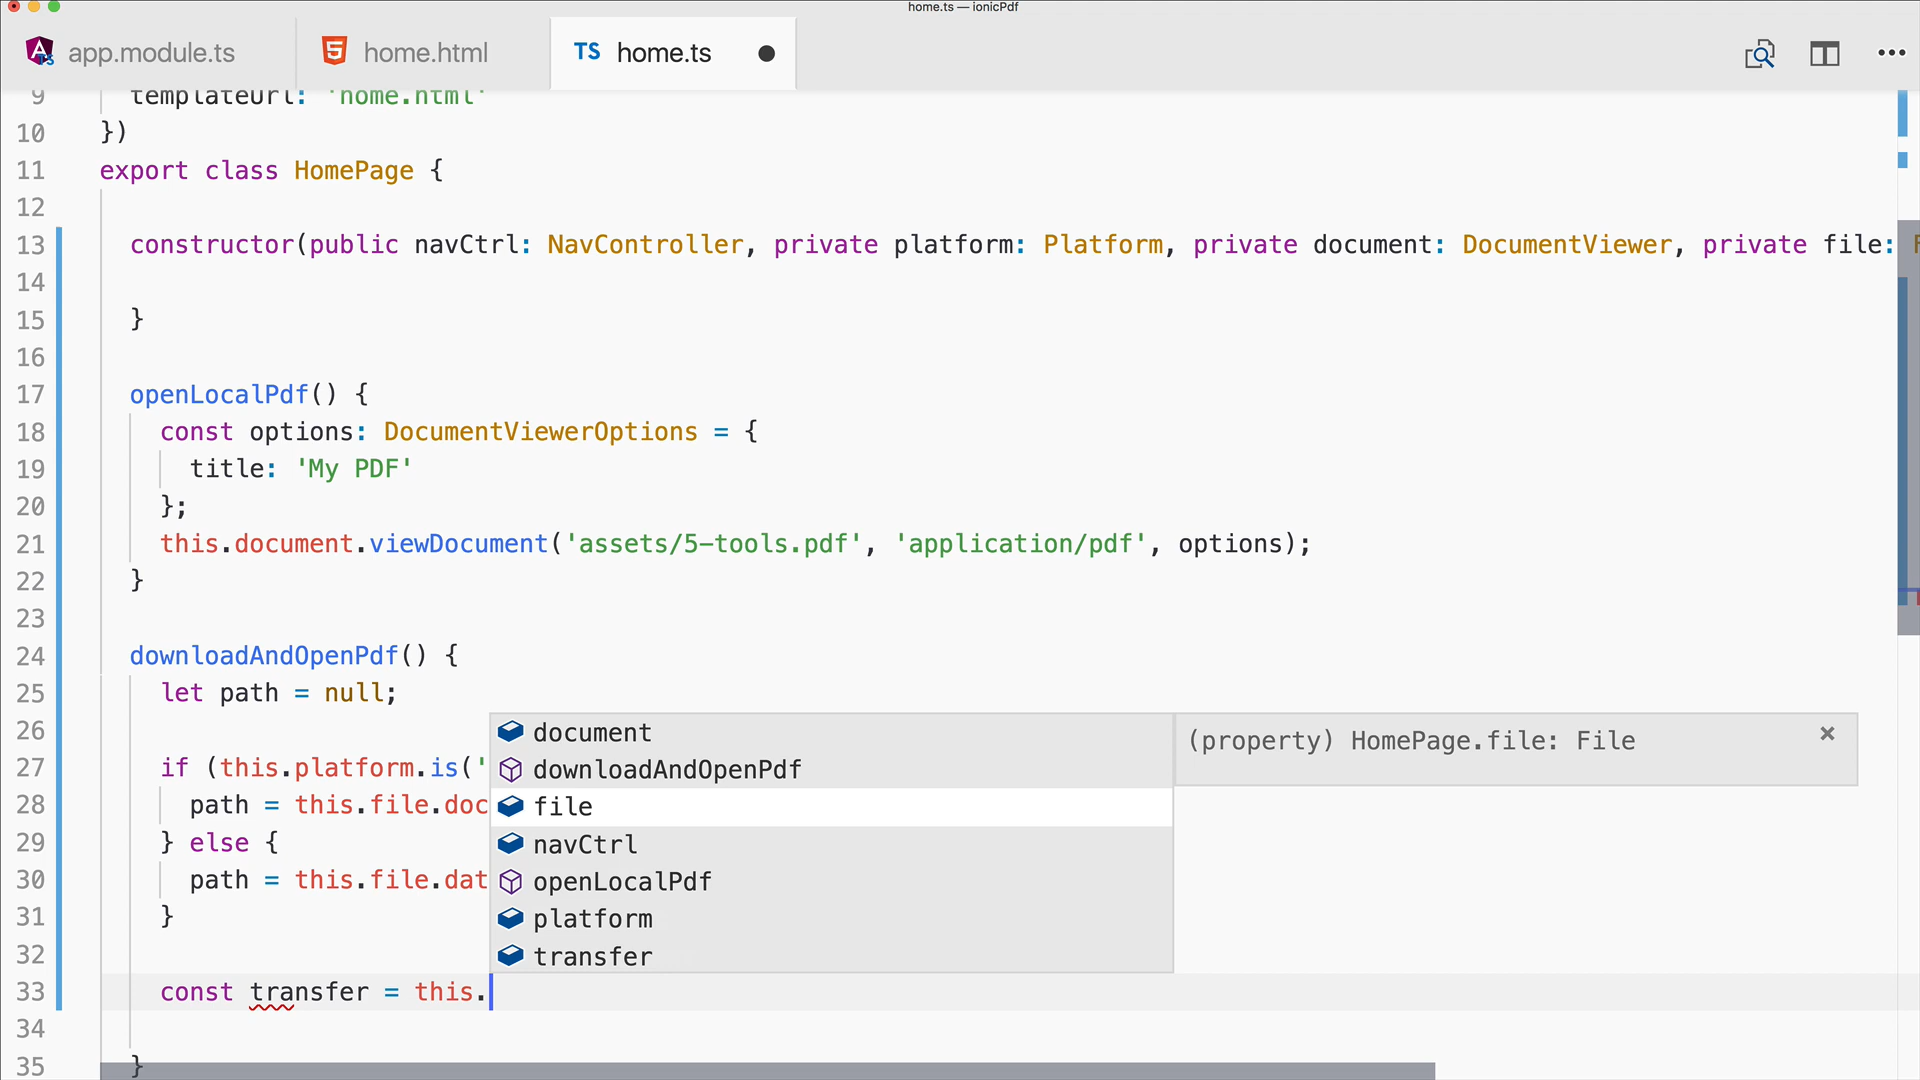 home.ts — ionicPdf
app.module.ts
home.html
TS home.ts
9 templateUrl: 'home.html'
10 })
11 export class HomePage {
12
13 constructor(public navCtrl: NavController, private platform: Platform, private document: DocumentViewer, private file: F
14
15 }
16
17 openLocalPdf() {
18 const options: DocumentViewerOptions = {
19 title: 'My PDF'
20 };
21 this.document.viewDocument('assets/5-tools.pdf', 'application/pdf', options);
22 }
23
24 downloadAndOpenPdf() {
25 let path = null;
26
27 if (this.platform.is('
28 path = this.file.doc
29 } else {
30 path = this.file.dat
31 }
32
33 const transfer = this.
34
35 }
document
downloadAndOpenPdf
file
navCtrl
openLocalPdf
platform
transfer
(property) HomePage.file: File